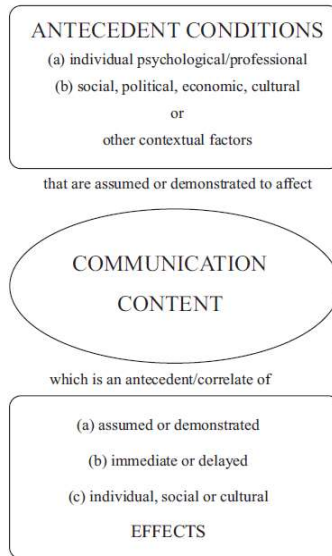 ANTECEDENT CONDITIONS
(a) individual psychological/professional
(b) social, political, economic, cultural
or
other contextual factors
that are assumed or demonstrated to affect
COMMUNICATION
CONTENT
which is an antecedent/correlate of
(a) assumed or demonstrated
(b) immediate or delayed
(c) individual, social or cultural
EFFECTS